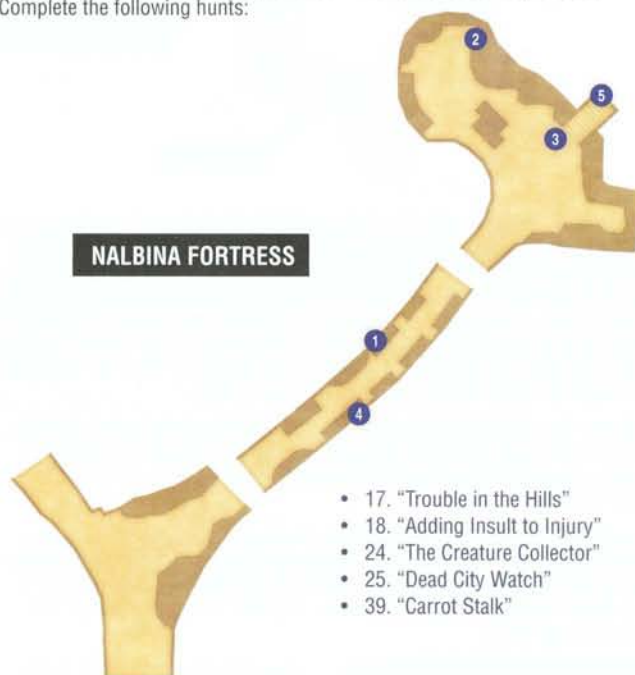 Complete the following hunts:
2
5
3
NALBINA FORTRESS
1
4
• 17. “Trouble in the Hills”
• 18. “Adding Insult to Injury”
• 24. “The Creature Collector”
• 25. “Dead City Watch”
• 39. “Carrot Stalk”